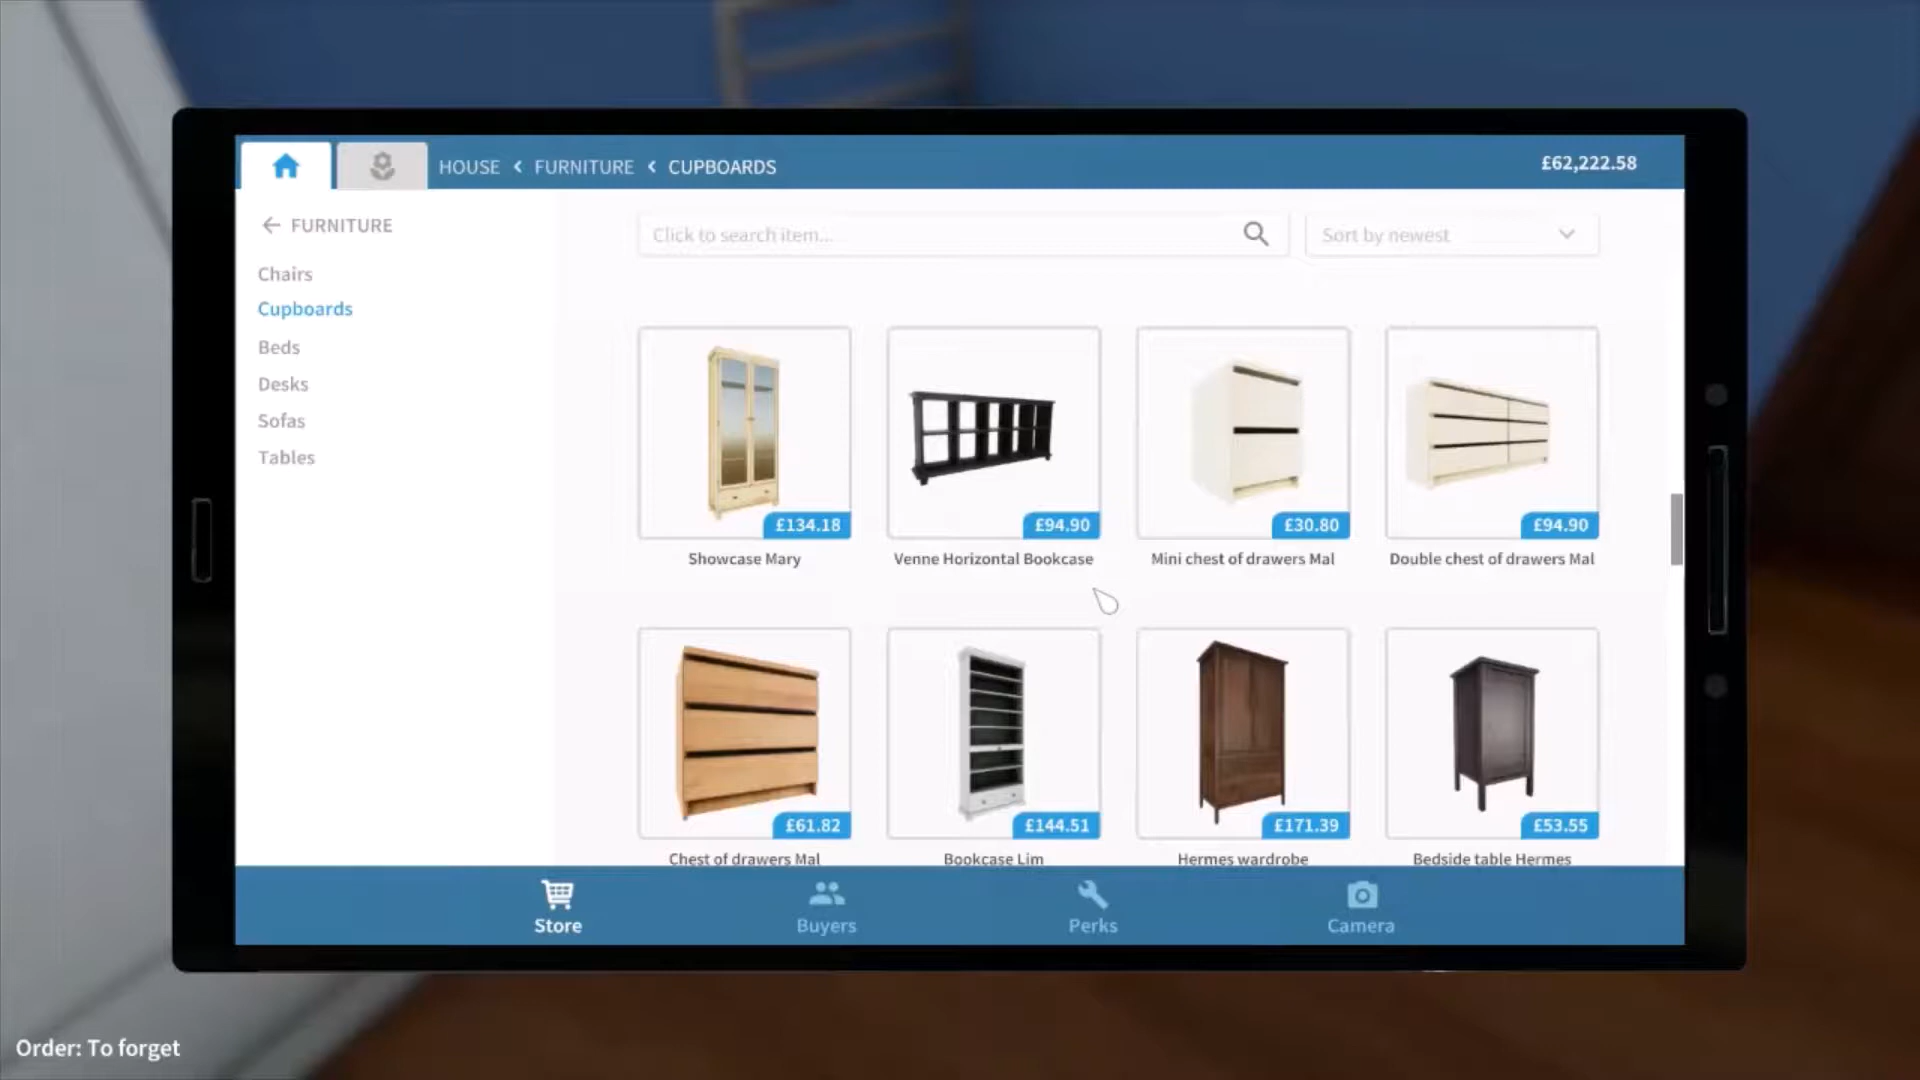 HOUSE < FURNITURE < CUPBOARDS
£62,222.58
← FURNITURE
Chairs
Cupboards
Beds
Desks
Sofas
Tables
Click to search item...
Sort by newest
£134.18
£94.90
£30.80
£94.90
Showcase Mary
Venne Horizontal Bookcase
Mini chest of drawers Mal
Double chest of drawers Mal
£61.82
£144.51
£171.39
£53.55
Chest of drawers Mal
Bookcase Lim
Hermes wardrobe
Bedside table Hermes
Store
Buyers
Perks
Camera
Order: To forget